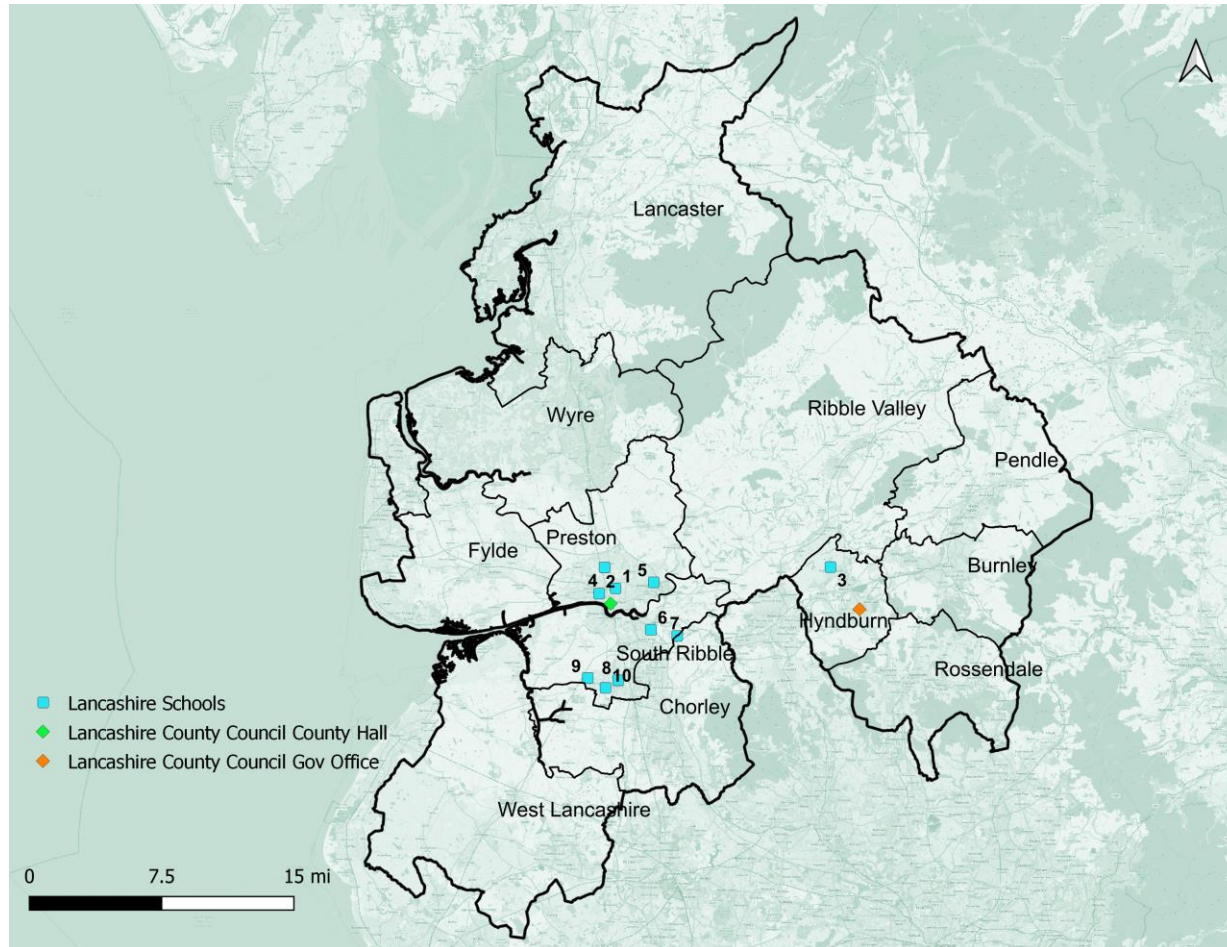 Lancaster
Wyre
Ribble Valley
Pendle
Preston
Fylde
Burnley
4 2 1 5
3
Hyndburn
6 7
South Ribble
Rossendale
9 8 10
Chorley
Lancashire Schools
Lancashire County Council County Hall
Lancashire County Council Gov Office
West Lancashire
0 7.5 15 mi